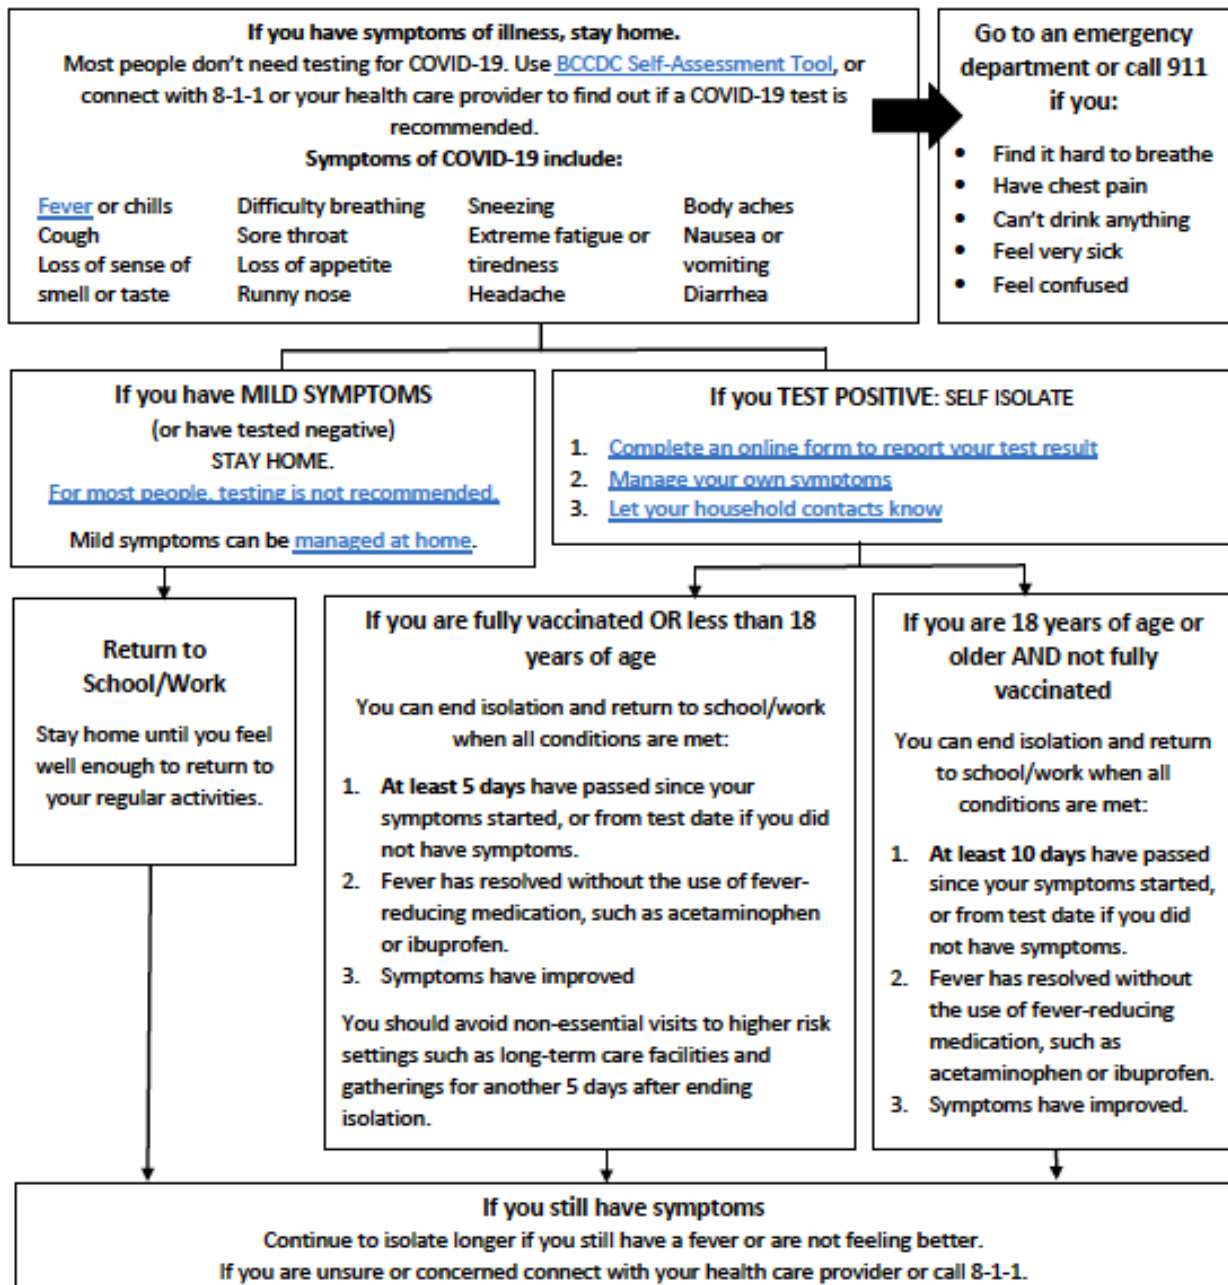 If you have symptoms of illness, stay home.
Most people don't need testing for COVID-19. Use BCCDC Self-Assessment Tool, or
connect with 8-1-1 or your health care provider to find out if a COVID-19 test is
recommended.
Symptoms of COVID-19 include:
Fever or chills
Cough
Loss of sense of
smell or taste
Difficulty breathing
Sore throat
Loss of appetite
Runny nose
Sneezing
Extreme fatigue or
tiredness
Headache
Body aches
Nausea or
vomiting
Diarrhea
Go to an emergency
department or call 911
if you:
• Find it hard to breathe
• Have chest pain
• Can't drink anything
• Feel very sick
• Feel confused
If you have MILD SYMPTOMS
(or have tested negative)
STAY HOME.
For most people, testing is not recommended.
Mild symptoms can be managed at home.
If you TEST POSITIVE: SELF ISOLATE
1. Complete an online form to report your test result
2. Manage your own symptoms
3. Let your household contacts know
Return to
School/Work
Stay home until you feel
well enough to return to
your regular activities.
If you are fully vaccinated OR less than 18
years of age
You can end isolation and return to school/work
when all conditions are met:
1. At least 5 days have passed since your
symptoms started, or from test date if you did
not have symptoms.
2. Fever has resolved without the use of fever-
reducing medication, such as acetaminophen
or ibuprofen.
3. Symptoms have improved
You should avoid non-essential visits to higher risk
settings such as long-term care facilities and
gatherings for another 5 days after ending
isolation.
If you are 18 years of age or
older AND not fully
vaccinated
You can end isolation and return
to school/work when all
conditions are met:
1. At least 10 days have passed
since your symptoms started,
or from test date if you did
not have symptoms.
2. Fever has resolved without
the use of fever-reducing
medication, such as
acetaminophen or ibuprofen.
3. Symptoms have improved.
If you still have symptoms
Continue to isolate longer if you still have a fever or are not feeling better.
If you are unsure or concerned connect with your health care provider or call 8-1-1.